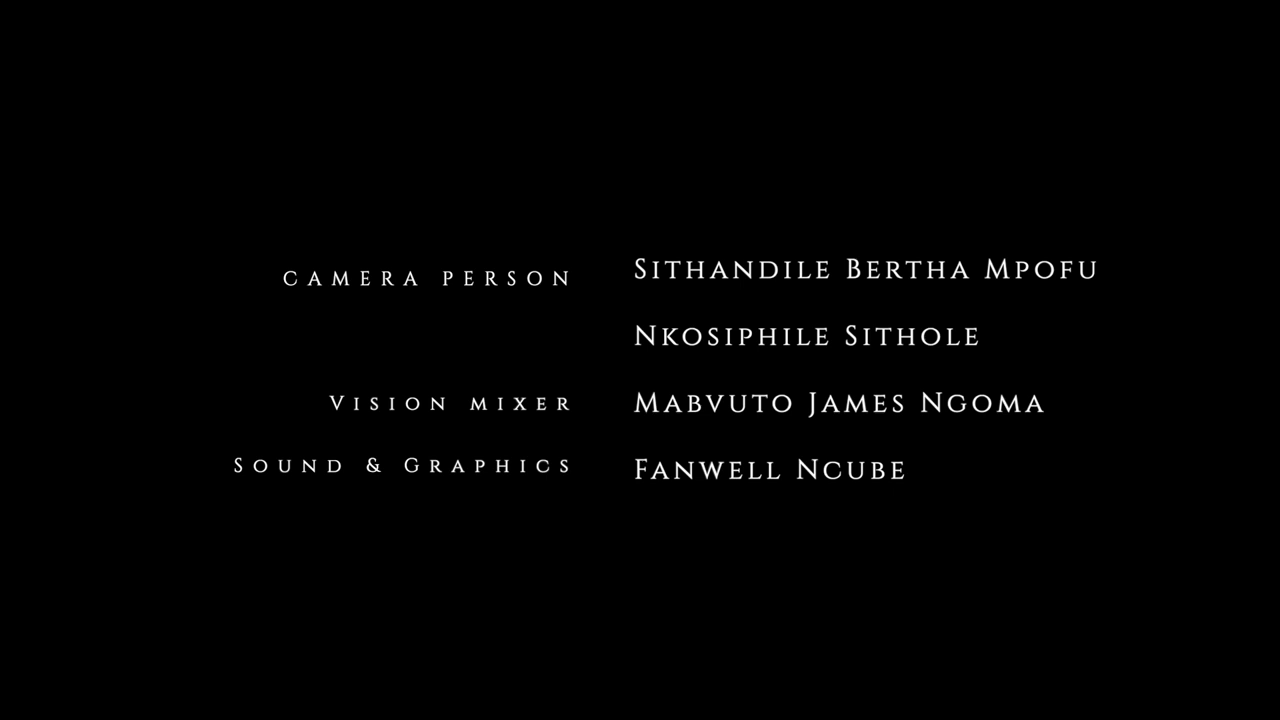 CAMERA PERSON SITHANDILE BERTHA MPOFU
NKOSIPHILE SITHOLE
VISION MIXER MABVUTO JAMES NGOMA
SOUND & GRAPHICS FANWELL NCUBE